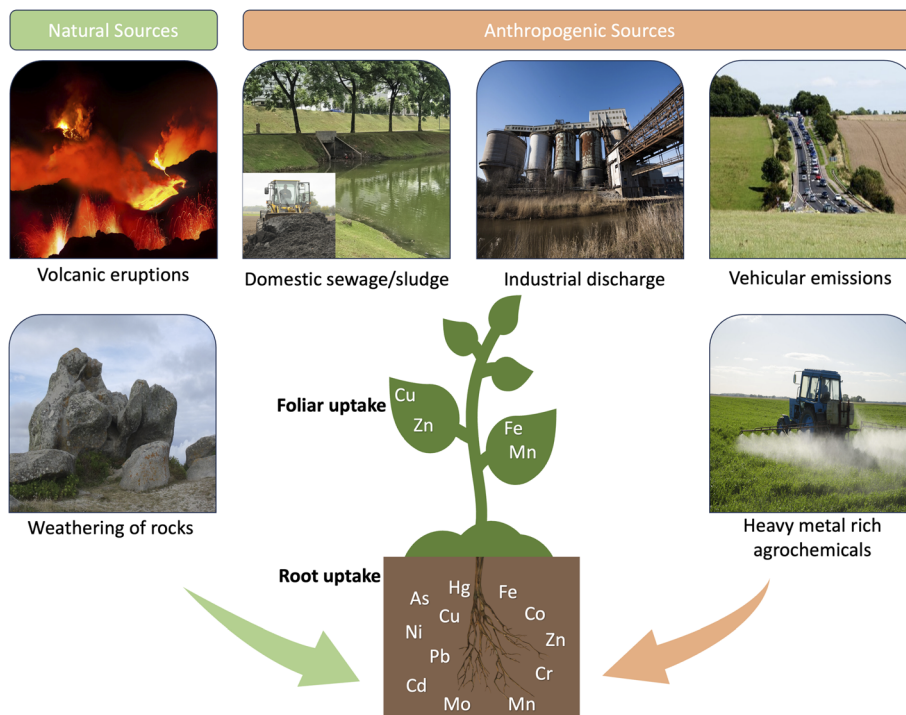 Natural Sources
Anthropogenic Sources
Volcanic eruptions
Domestic sewage/sludge
Industrial discharge
Vehicular emissions
Foliar uptake
Cu
Zn
Fe
Mn
Weathering of rocks
Heavy metal rich
agrochemicals
Root uptake
As
Hg
Fe
Cu
Co
Ni
Zn
Pb
Cr
Cd
Mo
Mn